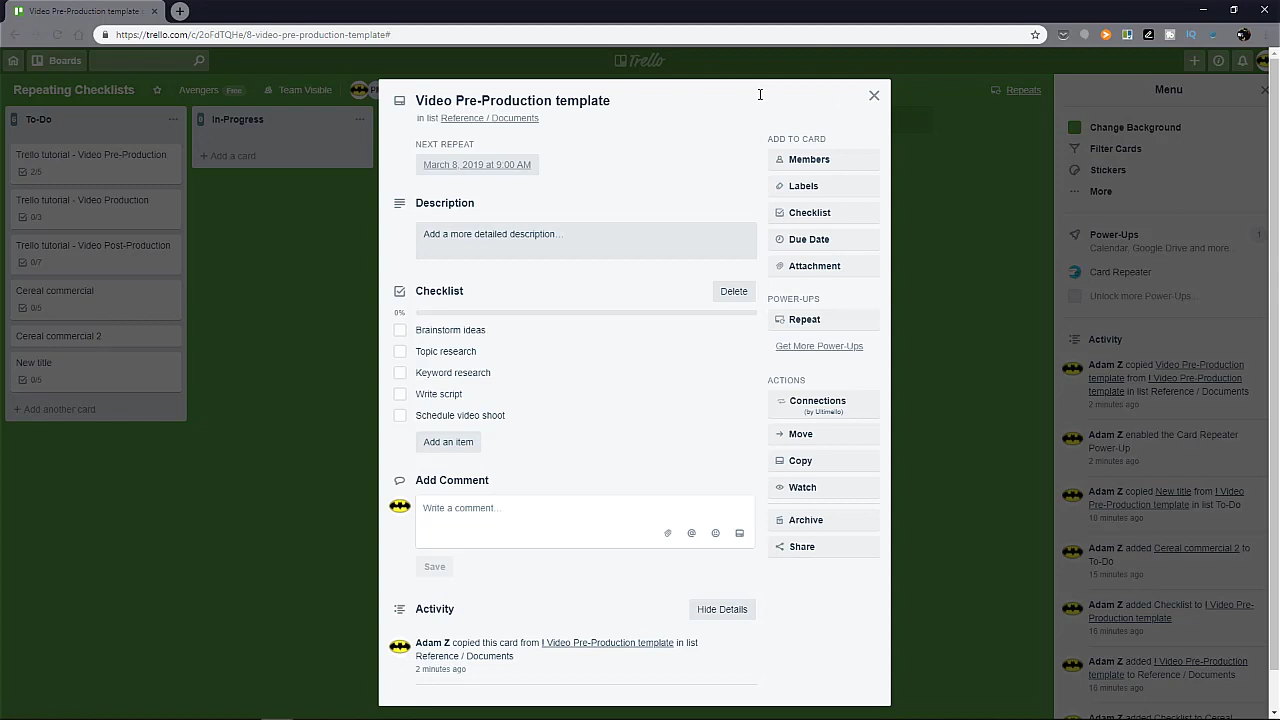 Video Pre-Production template
https://trello.com/c/2oFdTQHe/8-video-pre-production-template#
Boards
Trello
Repeating Checklists
Avengers
Free
Team Visible
Repeats
To-Do
Trello tutorial - Video Pre-Production
2/5
Trello tutorial - Video Production
0/3
Trello tutorial - Video Post-Production
0/7
Cereal commercial
0/5
Cereal commercial 2
New title
0/5
+ Add another card
In-Progress
+ Add a card
Video Pre-Production template
in list Reference / Documents
NEXT REPEAT
March 8, 2019 at 9:00 AM
Description
Add a more detailed description…
Checklist
Delete
0%
Brainstorm ideas
Topic research
Keyword research
Write script
Schedule video shoot
Add an item
Add Comment
Write a comment…
Save
Activity
Hide Details
Adam Z copied this card from ! Video Pre-Production template in list
Reference / Documents
2 minutes ago
ADD TO CARD
Members
Labels
Checklist
Due Date
Attachment
POWER-UPS
Repeat
Get More Power-Ups
ACTIONS
Connections
(by Ultimello)
Move
Copy
Watch
Archive
Share
Menu
Change Background
Filter Cards
Stickers
More
Power-Ups
1
Calendar, Google Drive and more…
Card Repeater
Unlock more Power-Ups…
Activity
Adam Z copied Video Pre-Production
template from ! Video Pre-Production
template in list Reference / Documents
2 minutes ago
Adam Z enabled the Card Repeater
Power-Up
2 minutes ago
Adam Z copied New title from ! Video
Pre-Production template in list To-Do
Adam Z added Cereal commercial 2 to
To-Do
15 minutes ago
Adam Z added Checklist to ! Video Pre-
Production template
16 minutes ago
Adam Z added ! Video Pre-Production
template to Reference / Documents
16 minutes ago